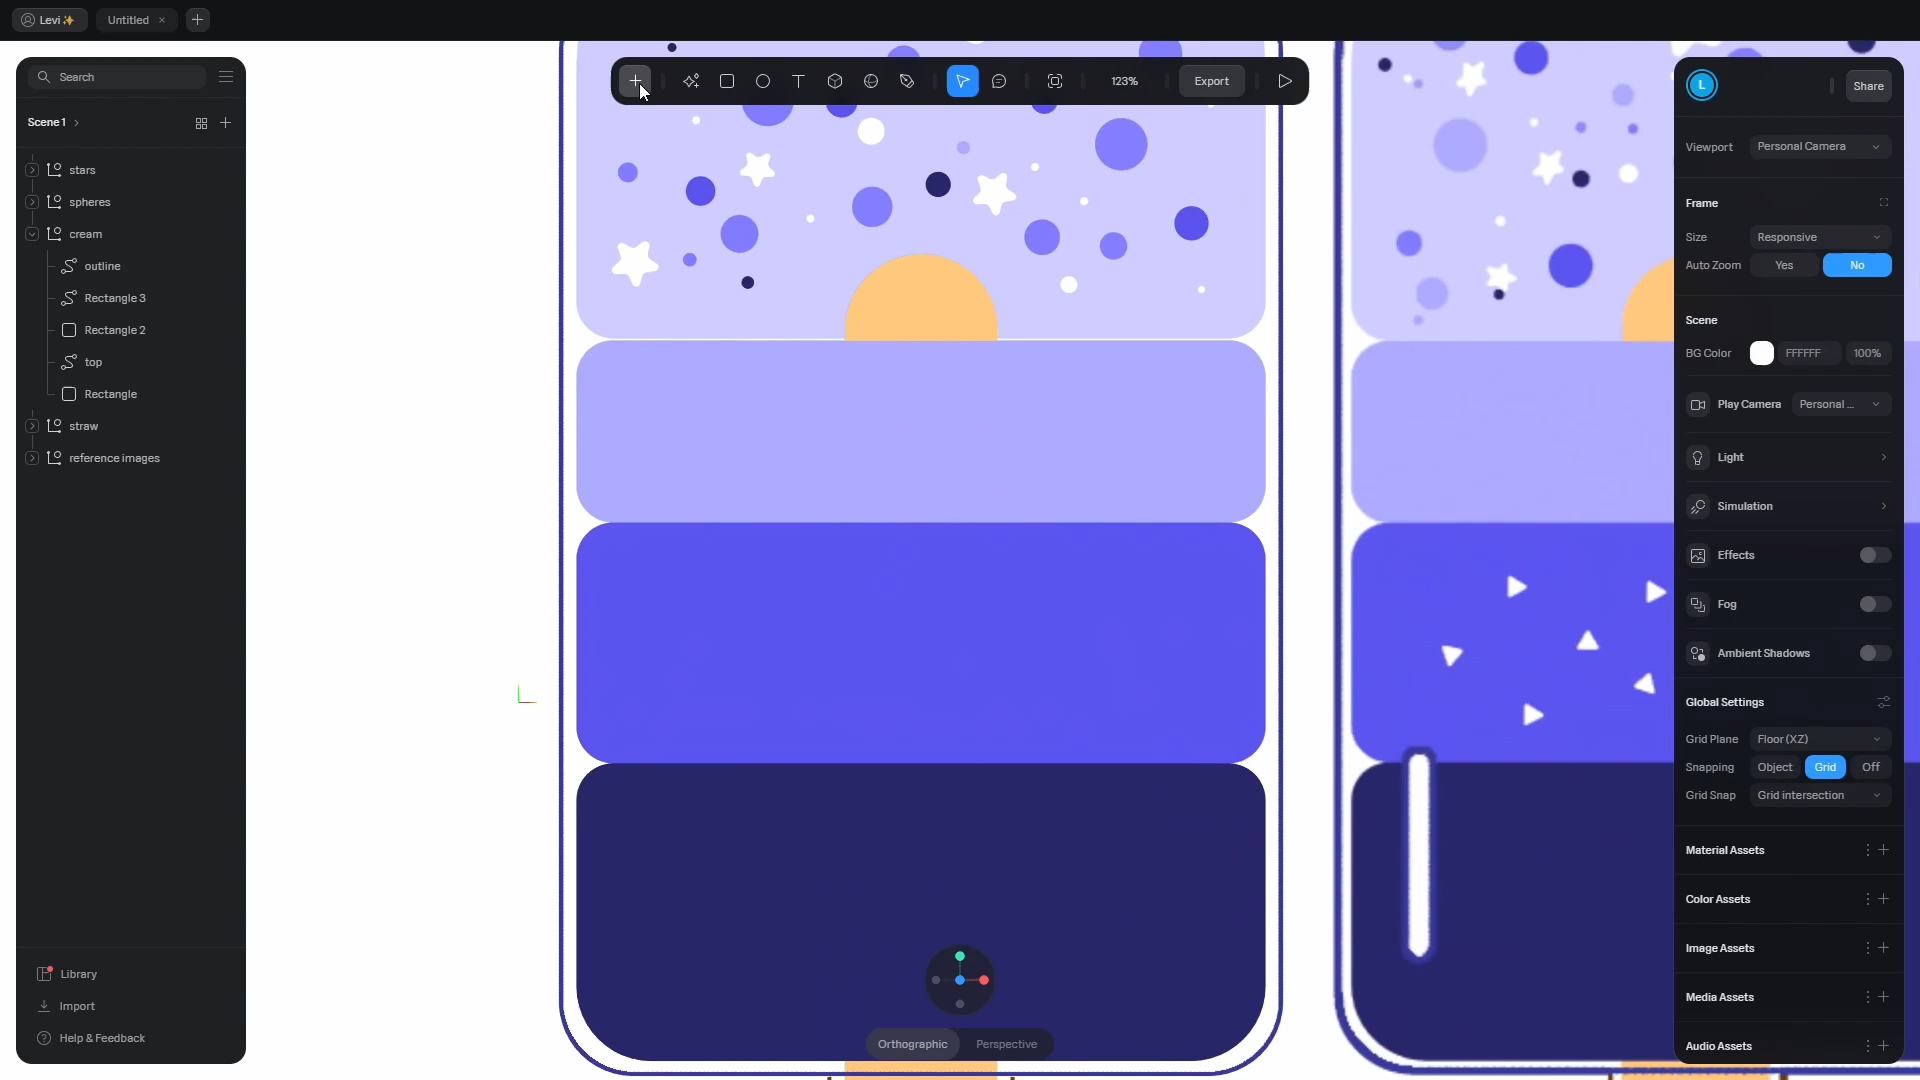 Levi✨
Untitled
Search
123%
Export
L
Share
Scene 1
Viewport
Personal Camera
stars
spheres
cream
outline
Rectangle 3
Rectangle 2
top
Rectangle
straw
reference images
Frame
Size
Responsive
Auto Zoom
Yes
No
Scene
BG Color
FFFFFF
100%
Play Camera
Personal ...
Light
Simulation
Effects
Fog
Ambient Shadows
Global Settings
Grid Plane
Floor (XZ)
Snapping
Object
Grid
Off
Grid Snap
Grid intersection
Material Assets
Color Assets
Image Assets
Media Assets
Audio Assets
Library
Import
Help & Feedback
Orthographic
Perspective